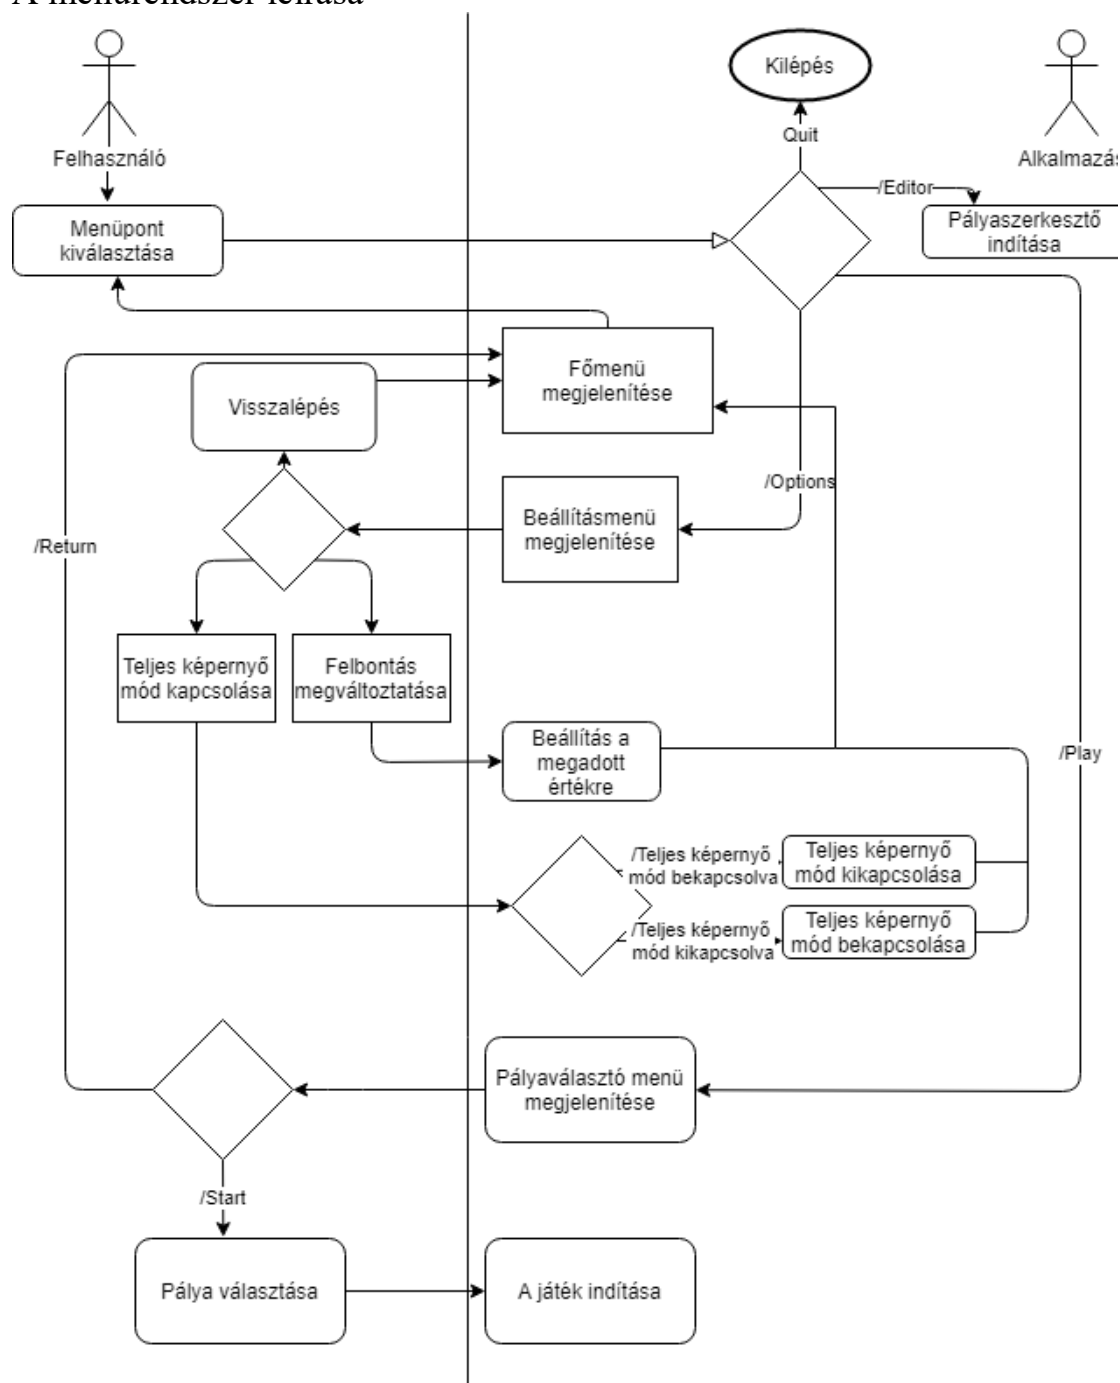 A menürendszer leírása
Kilépés
Quit
Felhasználó
Alkalmazás
/Editor
Menüpont
kiválasztása
Pályaszerkesztő
indítása
Főmenü
megjelenítése
Visszalépés
/Options
Beállításmenü
megjelenítése
/Return
Teljes képernyő
mód kapcsolása
Felbontás
megváltoztatása
Beállítás a
megadott
értékre
/Play
/Teljes képernyő
mód bekapcsolva
Teljes képernyő
mód kikapcsolása
/Teljes képernyő
mód kikapcsolva
Teljes képernyő
mód bekapcsolása
Pályaválasztó menü
megjelenítése
/Start
Pálya választása
A játék indítása